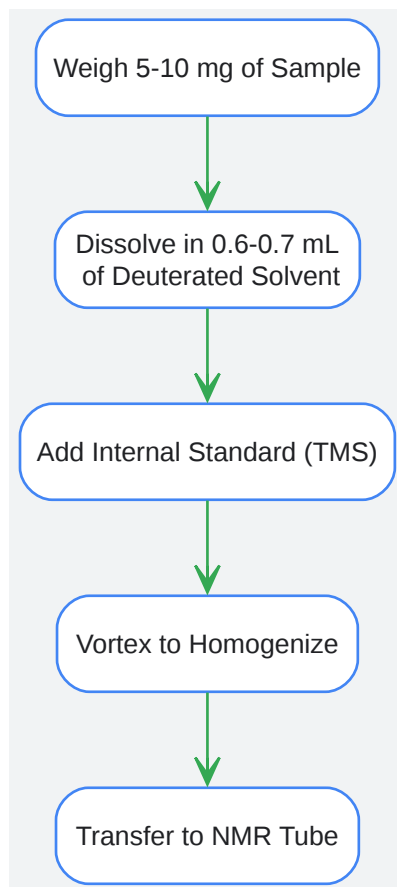 Weigh 5-10 mg of Sample
Dissolve in 0.6-0.7 mL
of Deuterated Solvent
Add Internal Standard (TMS)
Vortex to Homogenize
Transfer to NMR Tube